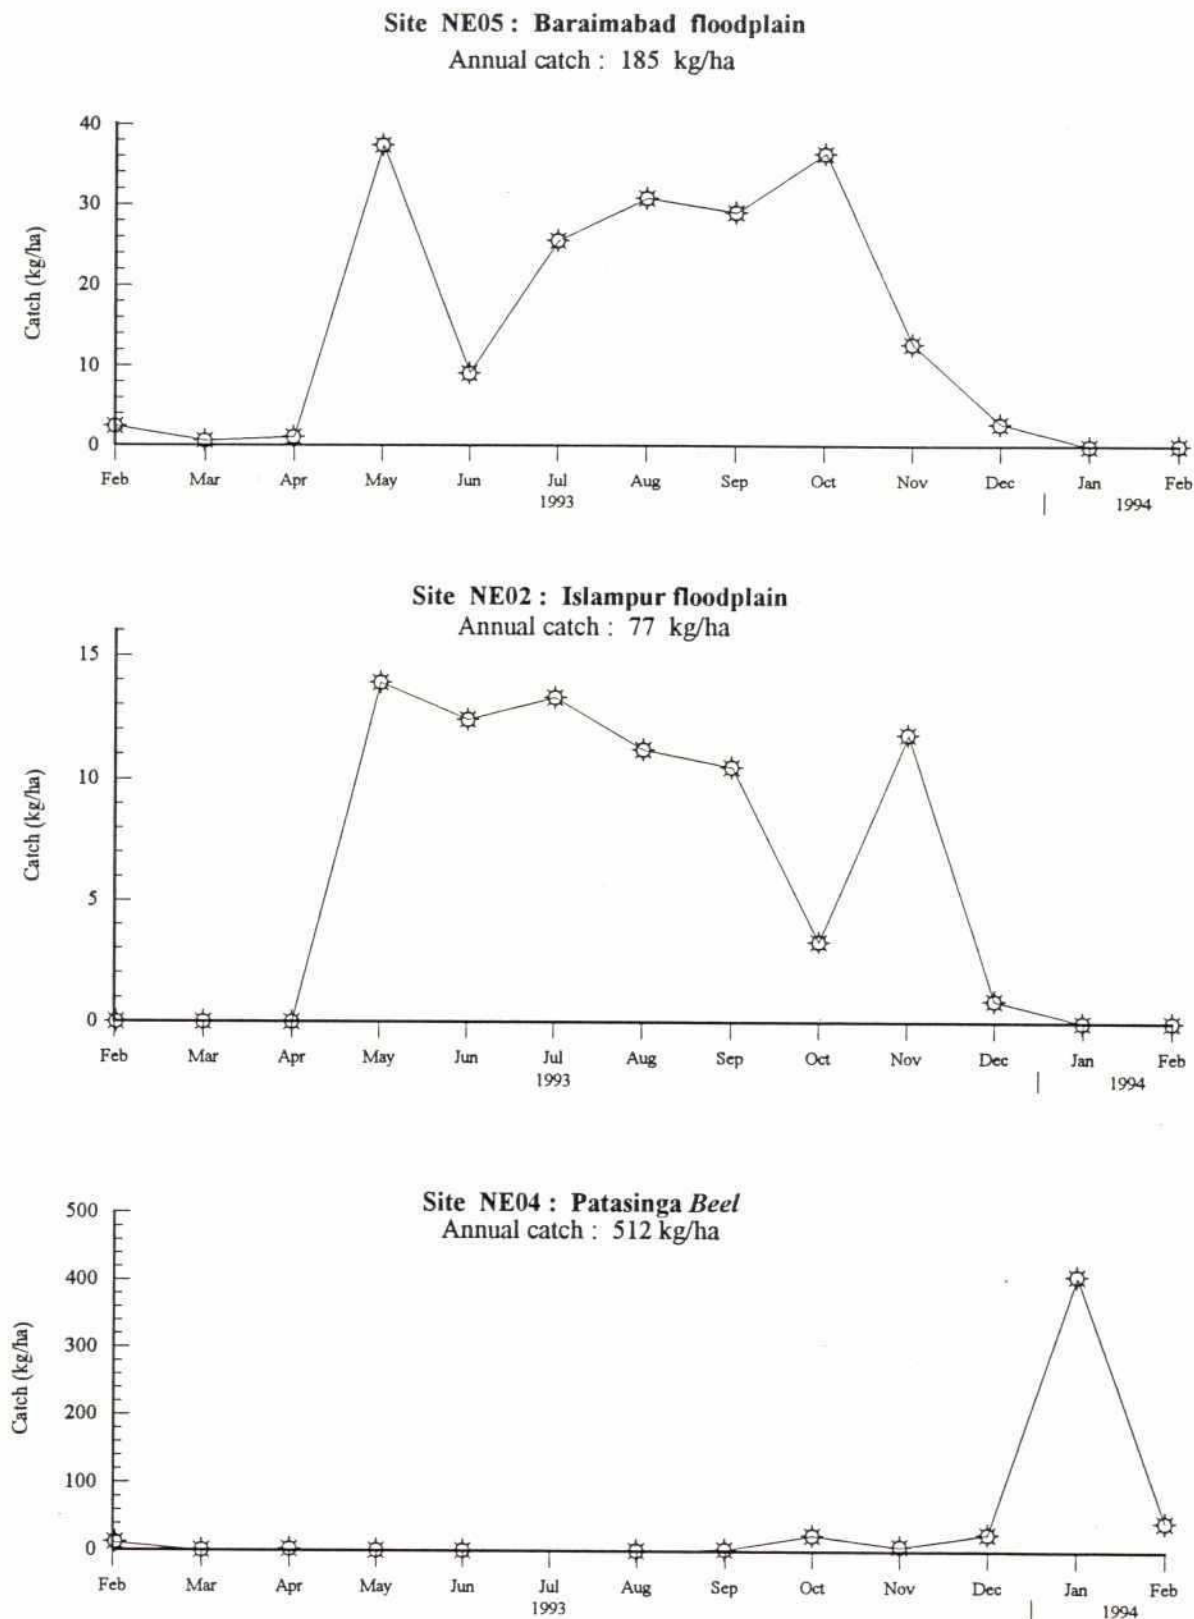 Site NE05 : Baraimabad floodplain
Annual catch : 185 kg/ha
Catch (kg/ha)
40
30
20
10
0
Feb Mar Apr May Jun Jul Aug Sep Oct Nov Dec Jan Feb
1993 | 1994
Site NE02 : Islampur floodplain
Annual catch : 77 kg/ha
Catch (kg/ha)
15
10
5
0
Feb Mar Apr May Jun Jul Aug Sep Oct Nov Dec Jan Feb
1993 | 1994
Site NE04 : Patasinga Beel
Annual catch : 512 kg/ha
Catch (kg/ha)
500
400
300
200
100
0
Feb Mar Apr May Jun Jul Aug Sep Oct Nov Dec Jan Feb
1993 | 1994